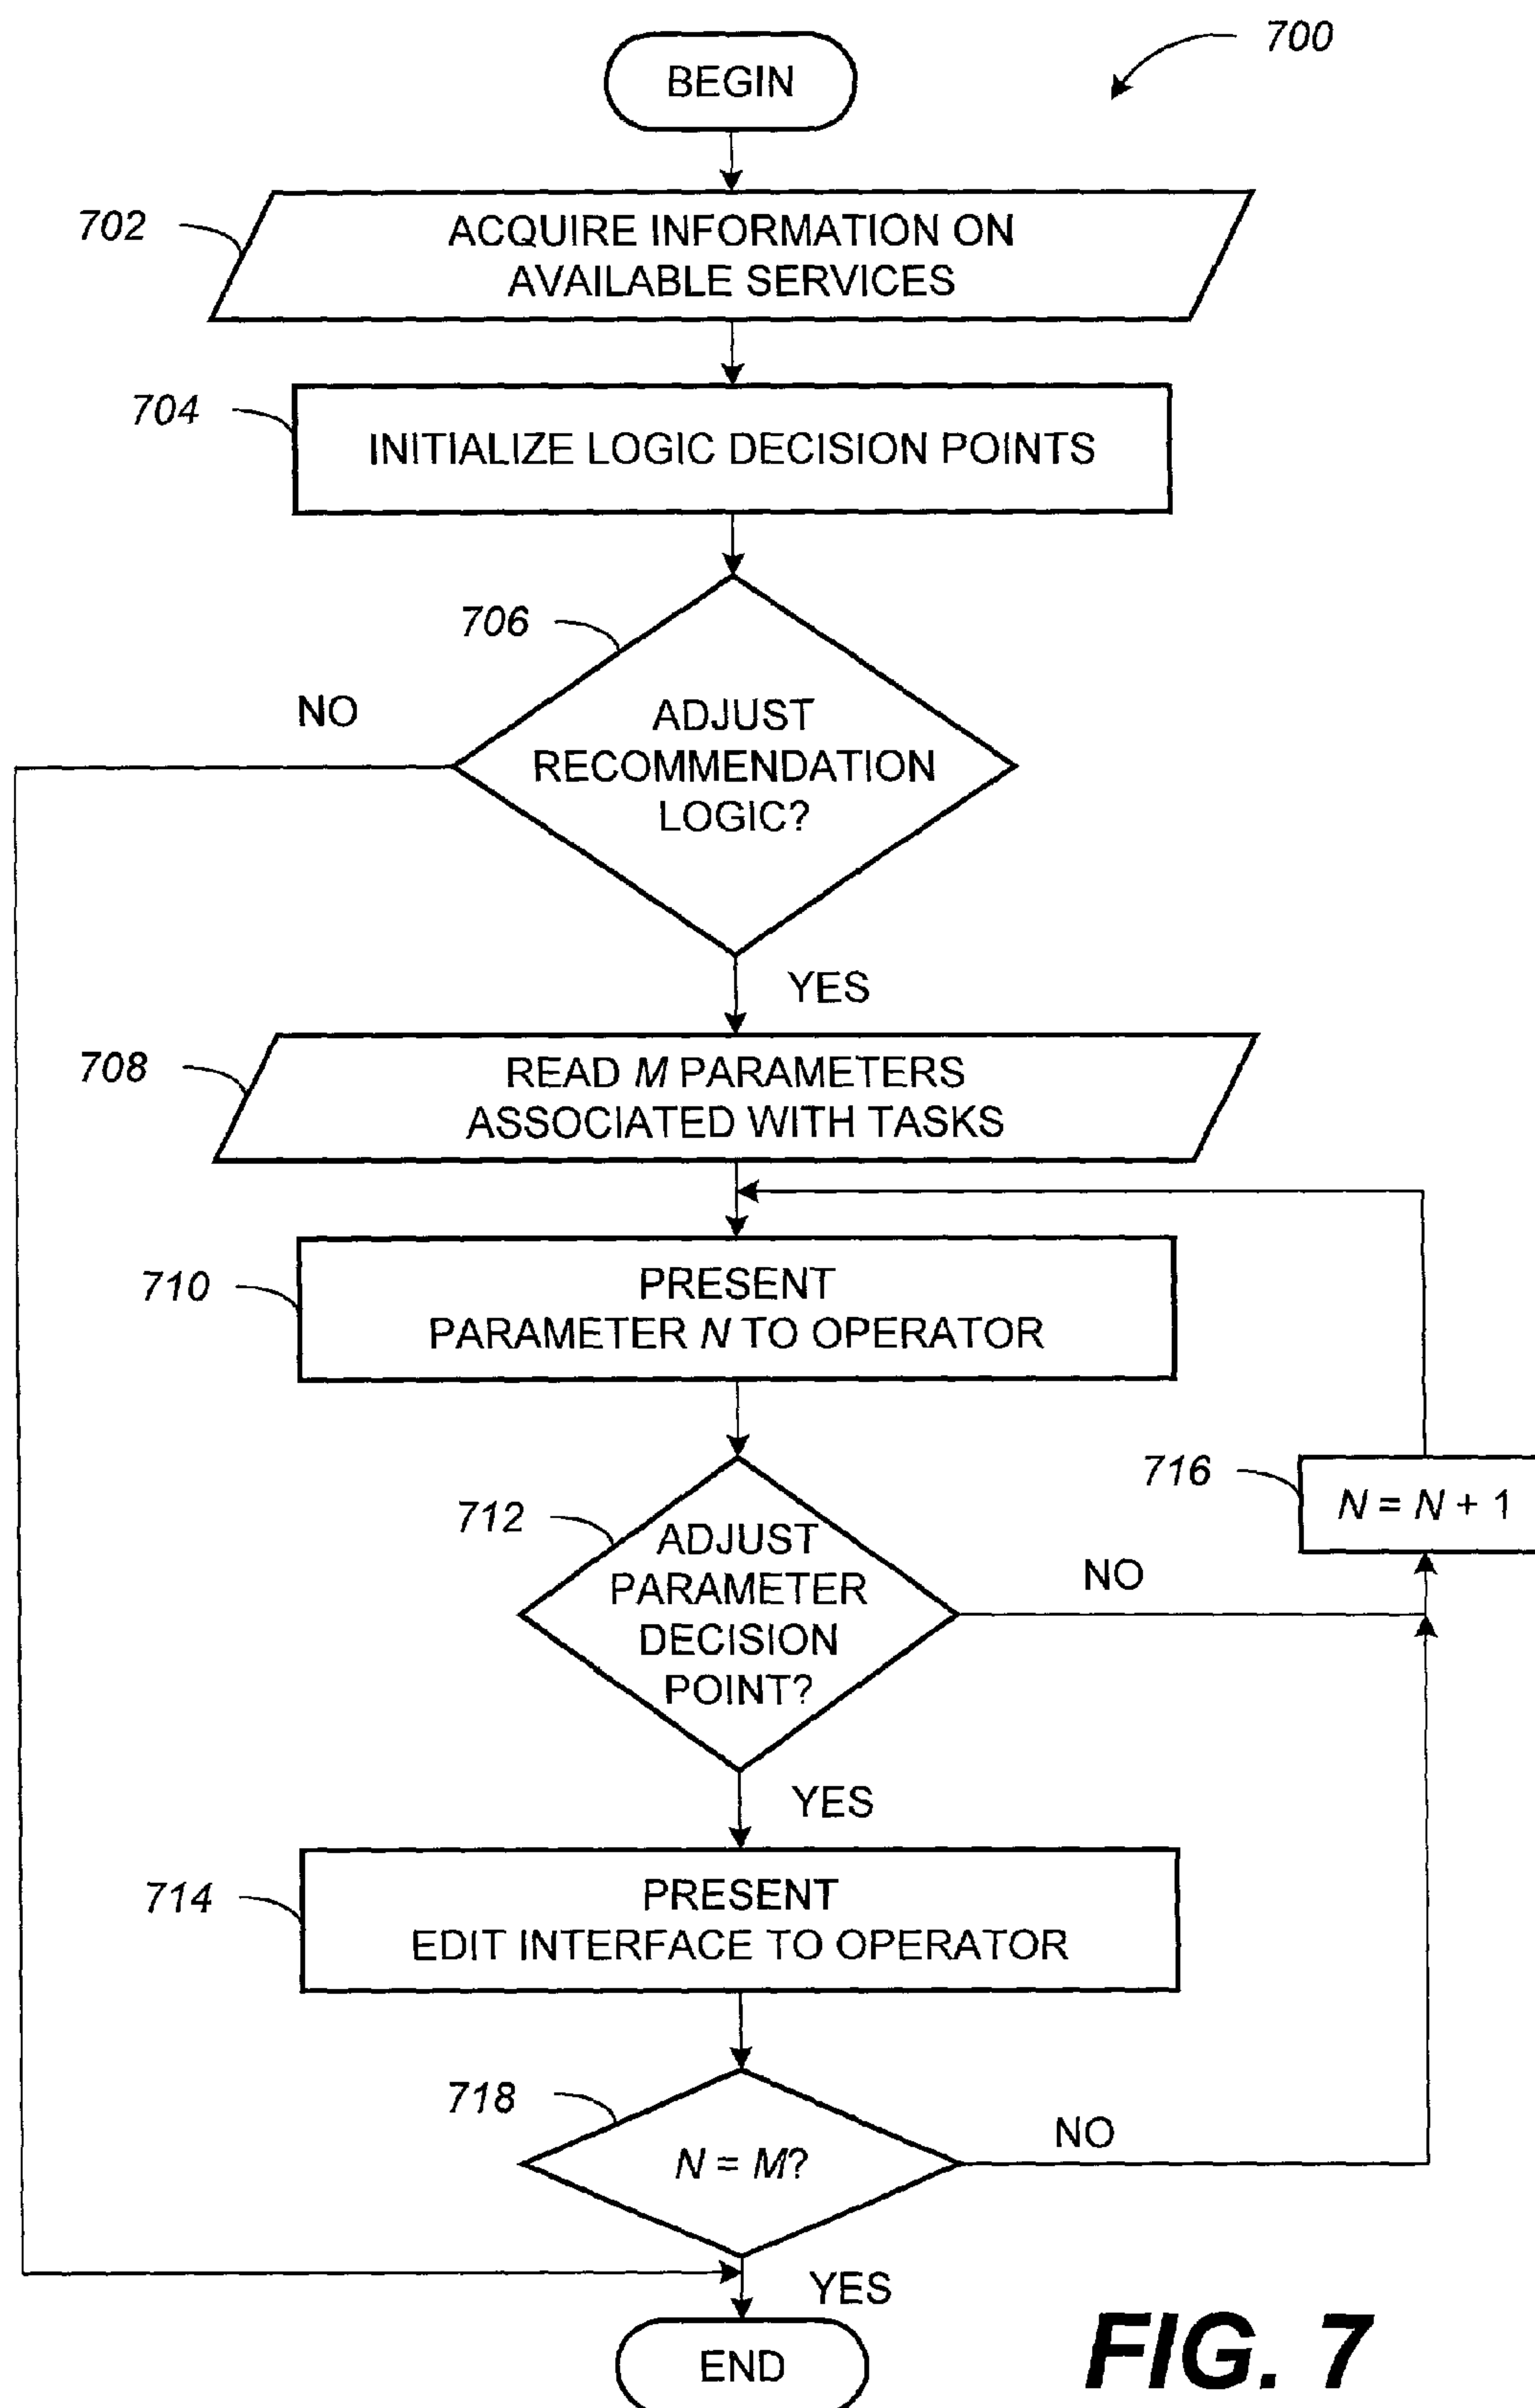 700
BEGIN
702
ACQUIRE INFORMATION ON
AVAILABLE SERVICES
704
INITIALIZE LOGIC DECISION POINTS
706
NO
ADJUST
RECOMMENDATION
LOGIC?
YES
708
READ M PARAMETERS
ASSOCIATED WITH TASKS
710
PRESENT
PARAMETER N TO OPERATOR
716
N = N + 1
712
ADJUST
PARAMETER
DECISION
POINT?
NO
YES
714
PRESENT
EDIT INTERFACE TO OPERATOR
718
N = M?
NO
YES
END
FIG. 7